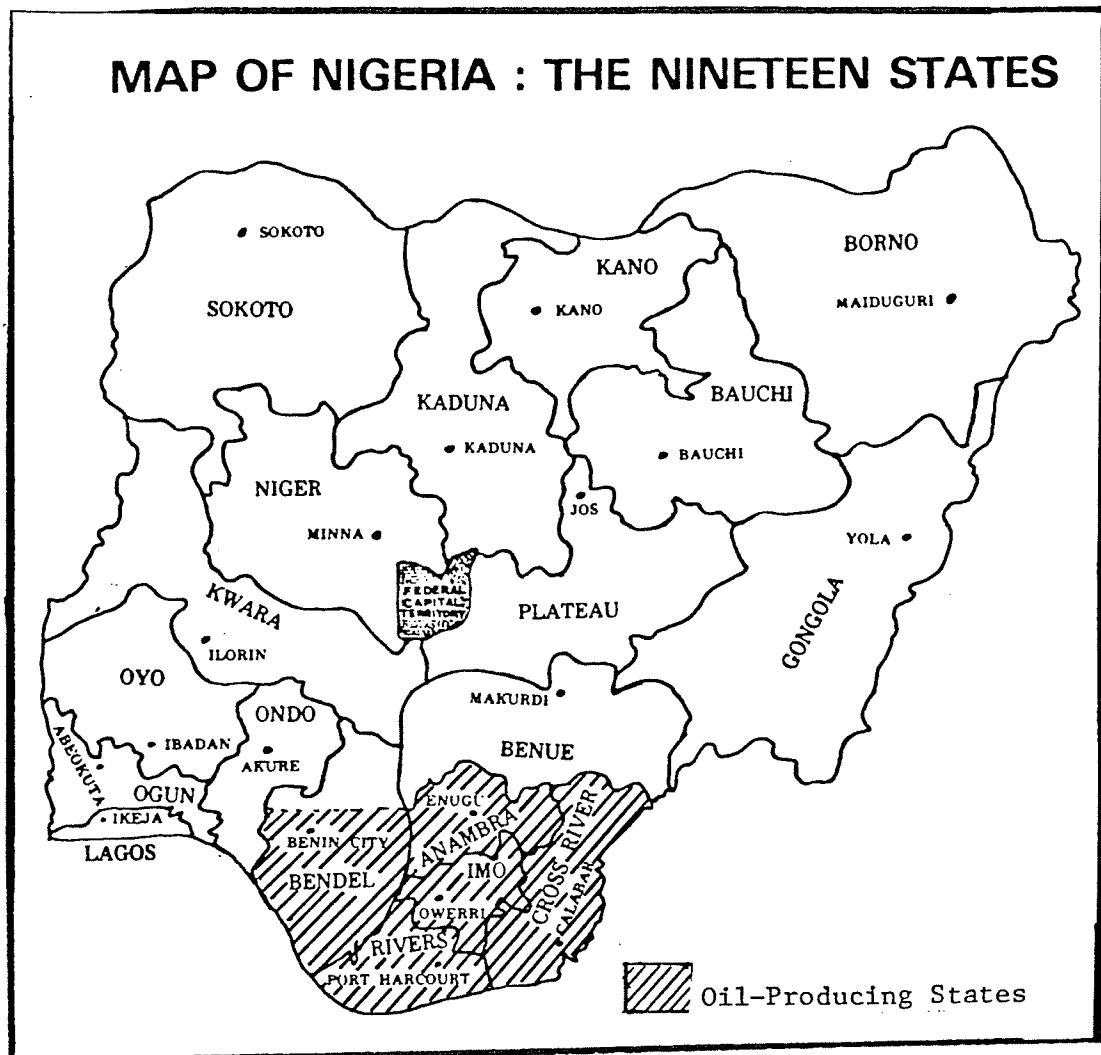 MAP OF NIGERIA : THE NINETEEN STATES
SOKOTO
SOKOTO
KANO
KANO
BORNO
MAIDUGURI
KADUNA
KADUNA
BAUCHI
BAUCHI
NIGER
MINNA
JOS
YOLA
FEDERAL
CAPITAL
TERRITORY
PLATEAU
GONGOLA
KWARA
ILORIN
OYO
IBADAN
ONDO
AKURE
MAKURDI
BENUE
ABEOKUTA
OGUN
IKEJA
LAGOS
ENUGU
ANAMBRA
BENIN CITY
BENDEL
IMO
OWERRI
CROSS RIVER
CALABAR
RIVERS
PORT HARCOURT
Oil-Producing States